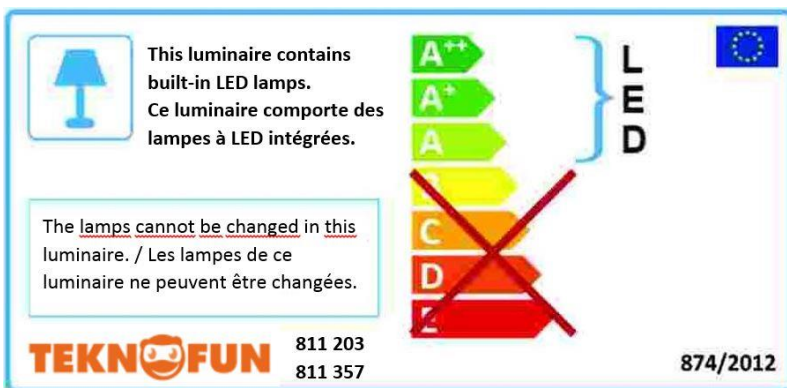 This luminaire contains
built-in LED lamps.
Ce luminaire comporte des
lampes à LED intégrées.
A++
A+
A
B
C
D
E
L
E
D
The lamps cannot be changed in this
luminaire. / Les lampes de ce
luminaire ne peuvent être changées.
TEKNOFUN
811 203
811 357
874/2012